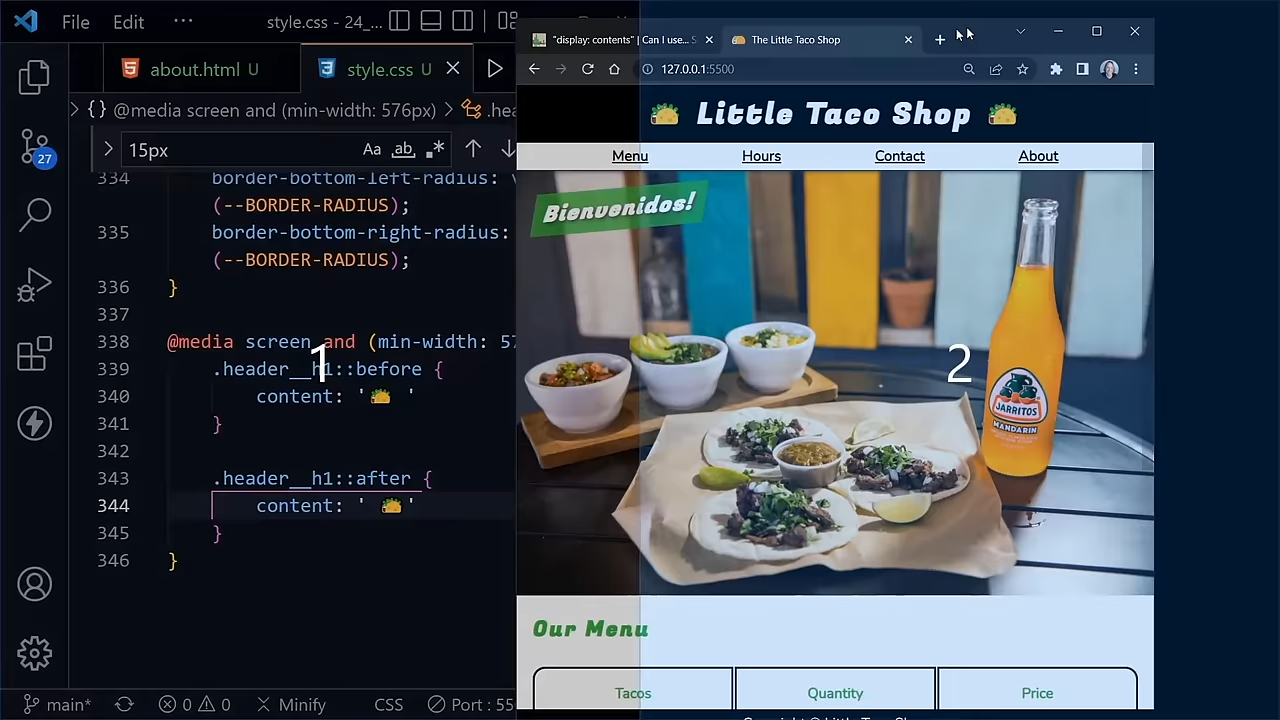 File Edit ··· style.css - 24_...
about.html U style.css U
{} @media screen and (min-width: 576px) .hea
15px Aa ab .*
334 border-bottom-left-radius: v
(--BORDER-RADIUS);
335 border-bottom-right-radius:
(--BORDER-RADIUS);
336 }
337
338 @media screen and (min-width: 57
339 .header__h1::before {
340 content: '🌮 '
341 }
342
343 .header__h1::after {
344 content: ' 🌮'
345 }
346 }
27
1
main* 0 0 Minify CSS Port : 55
"display: contents" | Can I use... S The Little Taco Shop
127.0.0.1:5500
🌮 Little Taco Shop 🌮
Menu Hours Contact About
Bienvenidos!
2
JARRITOS
MANDARIN
Our Menu
Tacos Quantity Price